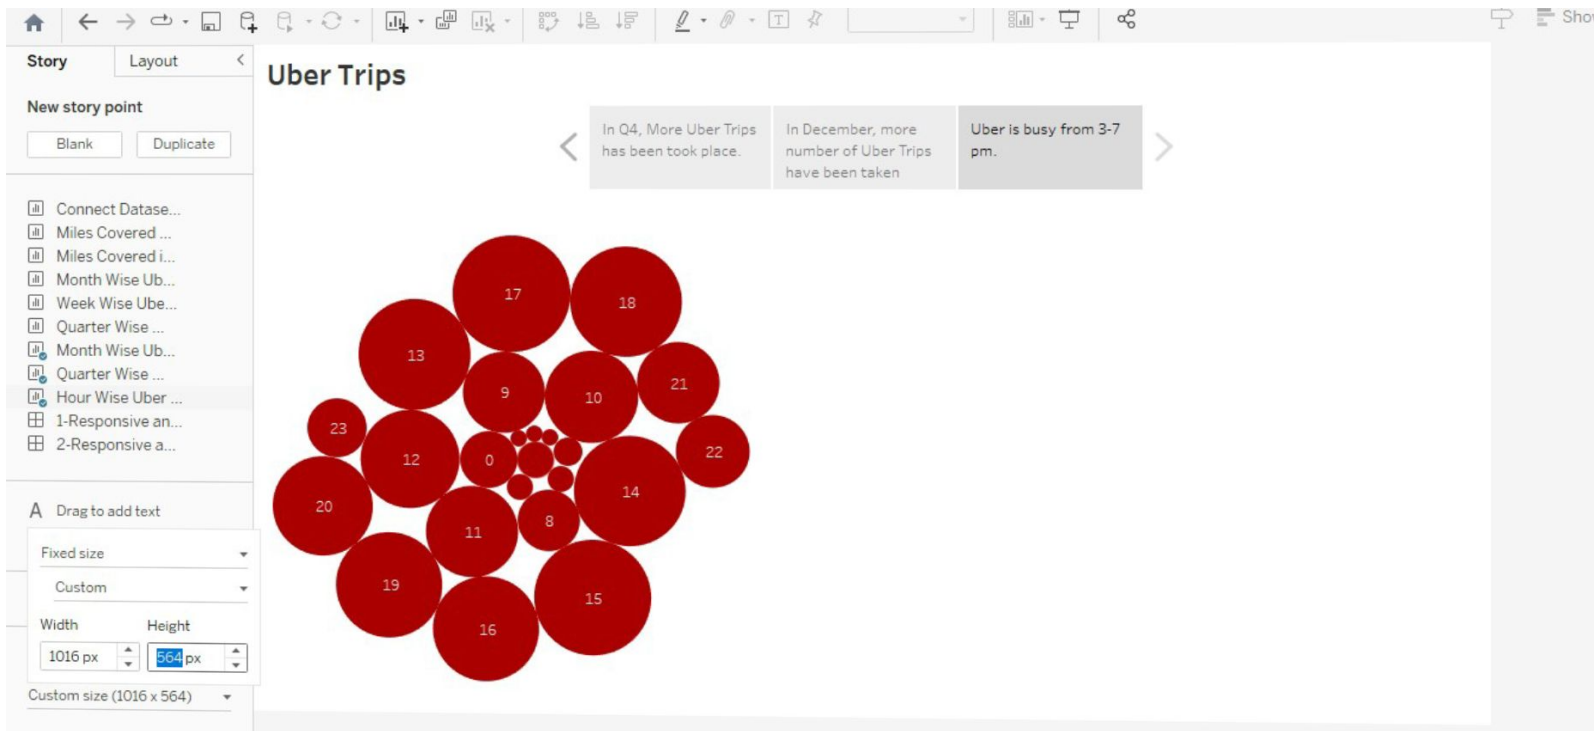 Show
Story
Layout
New story point
Blank
Duplicate
Connect Datase...
Miles Covered ...
Miles Covered i...
Month Wise Ub...
Week Wise Ube...
Quarter Wise ...
Month Wise Ub...
Quarter Wise ...
Hour Wise Uber ...
1-Responsive an...
2-Responsive a...
A Drag to add text
Fixed size
Custom
Width
Height
1016 px
564 px
Custom size (1016 x 564)
Uber Trips
In Q4, More Uber Trips
has been took place.
In December, more
number of Uber Trips
have been taken
Uber is busy from 3-7
pm.
17
18
13
21
9
10
23
22
12
0
14
20
8
11
19
15
16